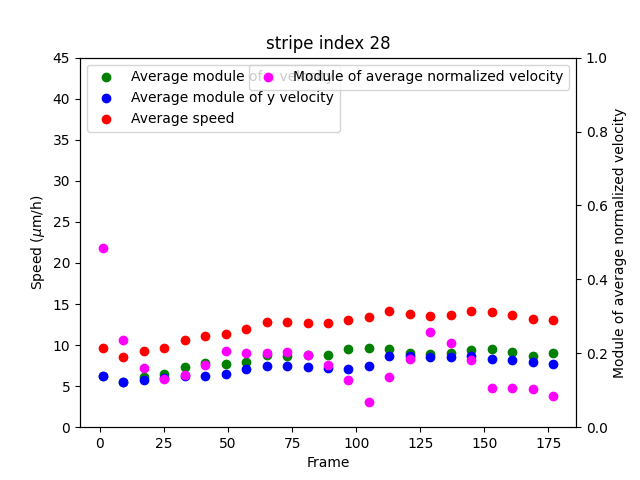 stripe index 28
Average module of x velocity
Average module of y velocity
Average speed
Module of average normalized velocity
Speed (μm/h)
45
40
35
30
25
20
15
10
5
0
1.0
0.8
0.6
0.4
0.2
0.0
Module of average normalized velocity
0 25 50 75 100 125 150 175
Frame